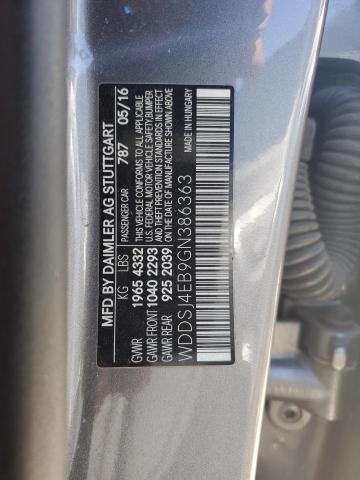 MFD BY DAIMLER AG STUTTGART
KG LBS PASSENGER CAR 787 05/16
GVWR 1965 4332
GAWR FRONT 1040 2293
GAWR REAR 925 2039
THIS VEHICLE CONFORMS TO ALL APPLICABLE
U.S. FEDERAL MOTOR VEHICLE SAFETY, BUMPER
AND THEFT PREVENTION STANDARDS IN
EFFECT ON THE DATE OF MANUFACTURE SHOWN ABOVE
WDDSJ4EB9GN386363
MADE IN HUNGARY